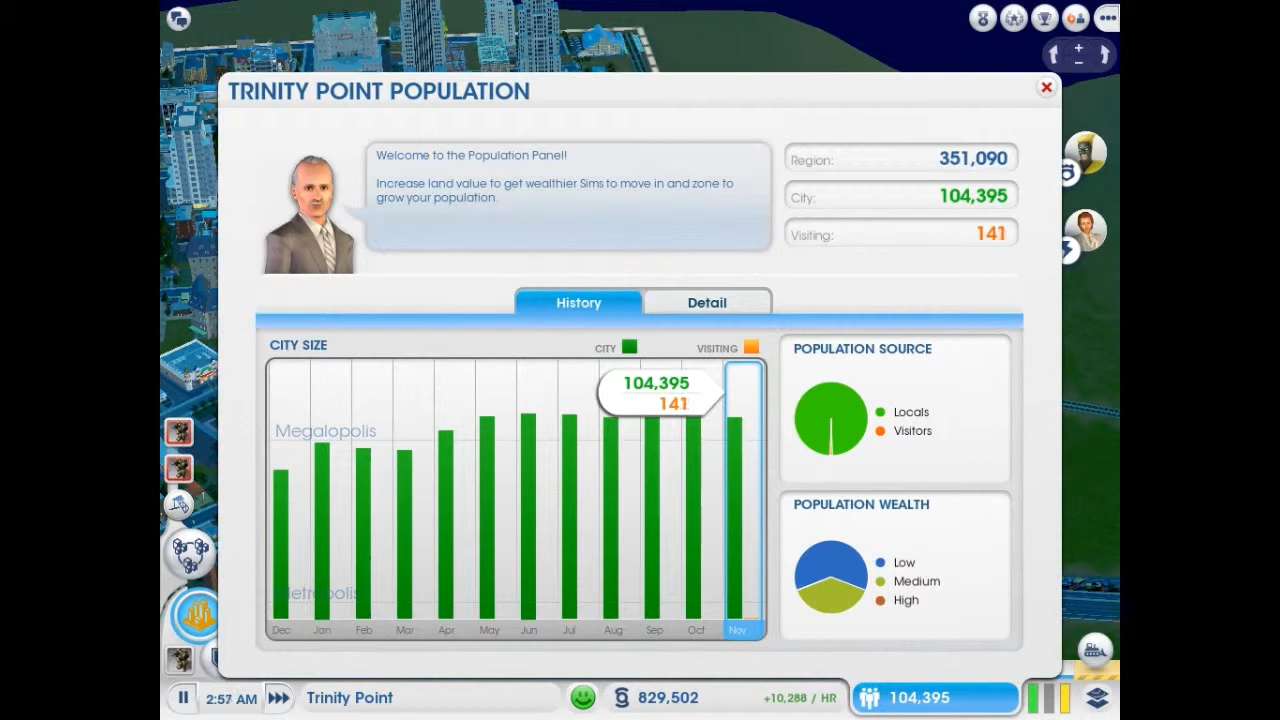 TRINITY POINT POPULATION
Welcome to the Population Panel!
Increase land value to get wealthier Sims to move in and zone to
grow your population.
Region: 351,090
City: 104,395
Visiting: 141
History Detail
CITY SIZE
CITY VISITING
104,395
141
Megalopolis
Metropolis
Dec Jan Feb Mar Apr May Jun Jul Aug Sep Oct Nov
POPULATION SOURCE
Locals
Visitors
POPULATION WEALTH
Low
Medium
High
1
2:57 AM Trinity Point 829,502 +10,288 / HR 104,395